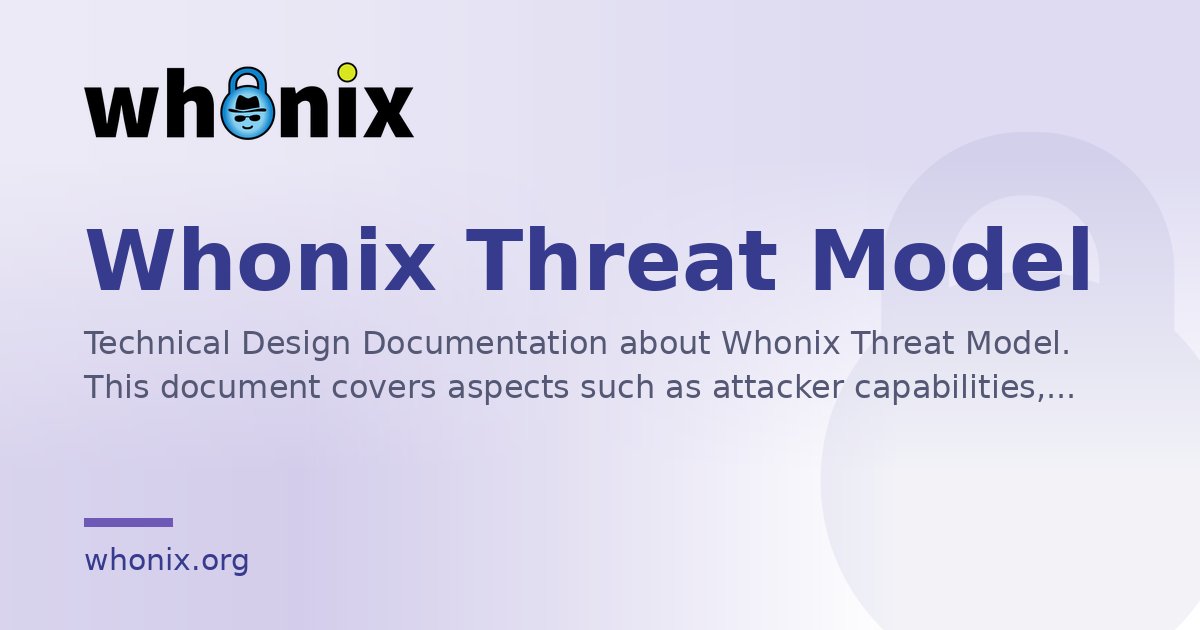 whonix
Whonix Threat Model
Technical Design Documentation about Whonix Threat Model.
This document covers aspects such as attacker capabilities,...
whonix.org